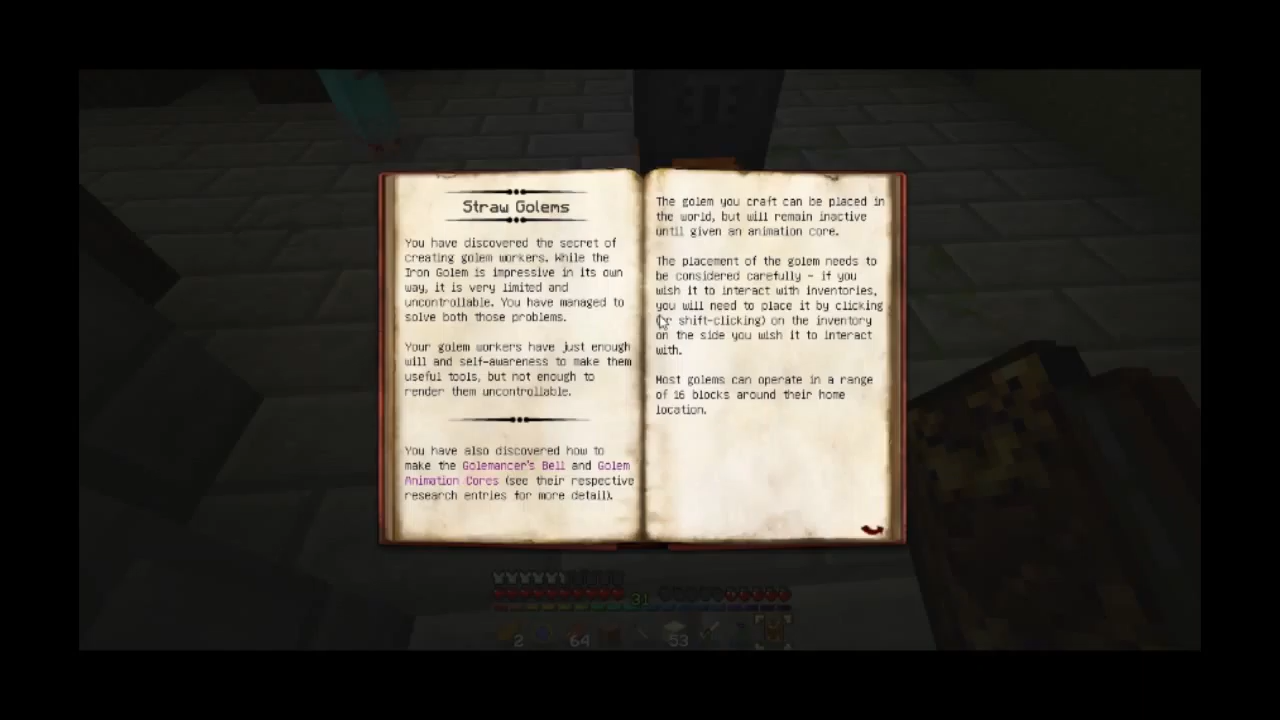 Straw Golems
You have discovered the secret of
creating golem workers. While the
Iron Golem is impressive in its own
way, it is very limited and
uncontrollable. You have managed to
solve both those problems.
Your golem workers have just enough
will and self-awareness to make them
useful tools, but not enough to
render them uncontrollable.
You have also discovered how to
make the Golemancer's Bell and Golem
Animation Cores (see their respective
research entries for more detail).
The golem you craft can be placed in
the world, but will remain inactive
until given an animation core.
The placement of the golem needs to
be considered carefully - if you
wish it to interact with inventories,
you will need to place it by clicking
(or shift-clicking) on the inventory
on the side you wish it to interact
with.
Most golems can operate in a range
of 16 blocks around their home
location.
31
2 64 53